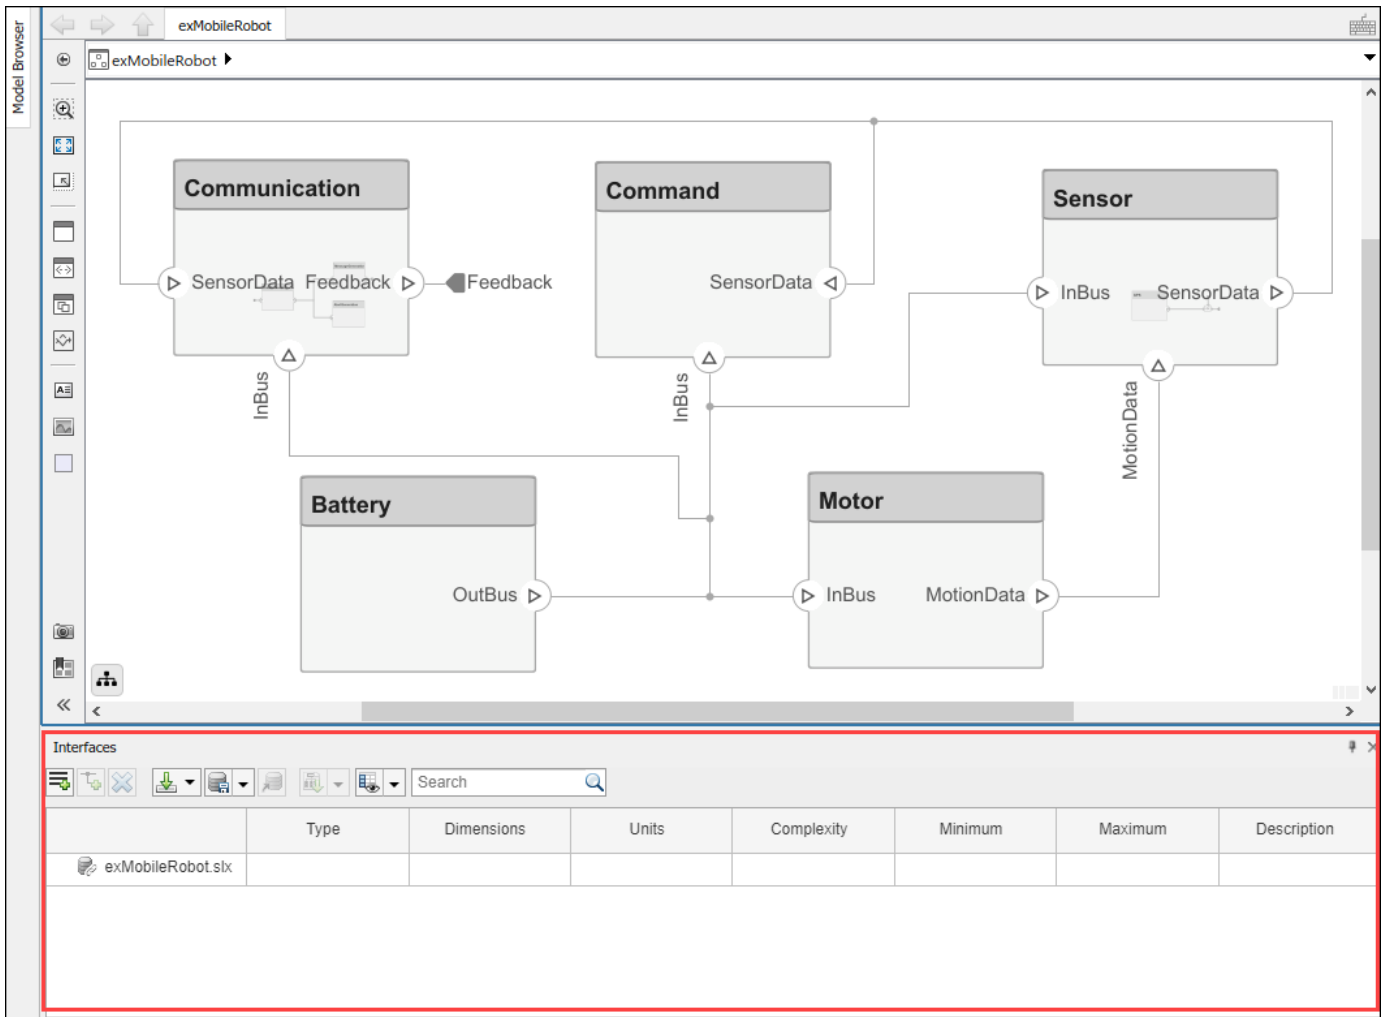 Model Browser
exMobileRobot
exMobileRobot
Communication
Command
Sensor
SensorData Feedback
Feedback
SensorData
InBus
SensorData
InBus
InBus
MotionData
Battery
Motor
OutBus
InBus
MotionData
Interfaces
Search
Type Dimensions Units Complexity Minimum Maximum Description
exMobileRobot.slx